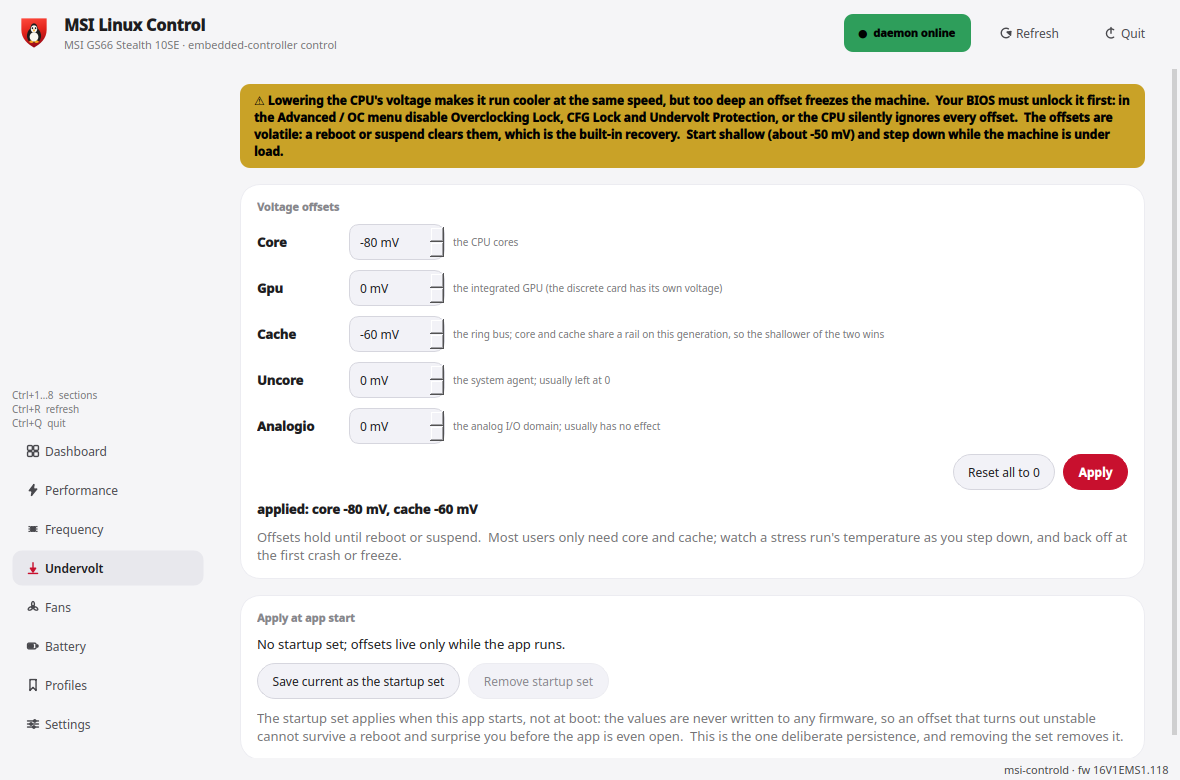 MSI Linux Control
MSI GS66 Stealth 10SE · embedded-controller control
● daemon online
Refresh
Quit
⚠ Lowering the CPU's voltage makes it run cooler at the same speed, but too deep an offset freezes the machine.  Your BIOS must unlock it first: in
the Advanced / OC menu disable Overclocking Lock, CFG Lock and Undervolt Protection, or the CPU silently ignores every offset.  The offsets are
volatile: a reboot or suspend clears them, which is the built-in recovery.  Start shallow (about -50 mV) and step down while the machine is under
load.
Voltage offsets
Core
-80 mV
the CPU cores
Gpu
0 mV
the integrated GPU (the discrete card has its own voltage)
Cache
-60 mV
the ring bus; core and cache share a rail on this generation, so the shallower of the two wins
Uncore
0 mV
the system agent; usually left at 0
Analogio
0 mV
the analog I/O domain; usually has no effect
Reset all to 0
Apply
applied: core -80 mV, cache -60 mV
Offsets hold until reboot or suspend.  Most users only need core and cache; watch a stress run's temperature as you step down, and back off at
the first crash or freeze.
Apply at app start
No startup set; offsets live only while the app runs.
Save current as the startup set
Remove startup set
The startup set applies when this app starts, not at boot: the values are never written to any firmware, so an offset that turns out unstable
cannot survive a reboot and surprise you before the app is even open.  This is the one deliberate persistence, and removing the set removes it.
Ctrl+1...8  sections
Ctrl+R  refresh
Ctrl+Q  quit
Dashboard
Performance
Frequency
Undervolt
Fans
Battery
Profiles
Settings
msi-controld · fw 16V1EMS1.118